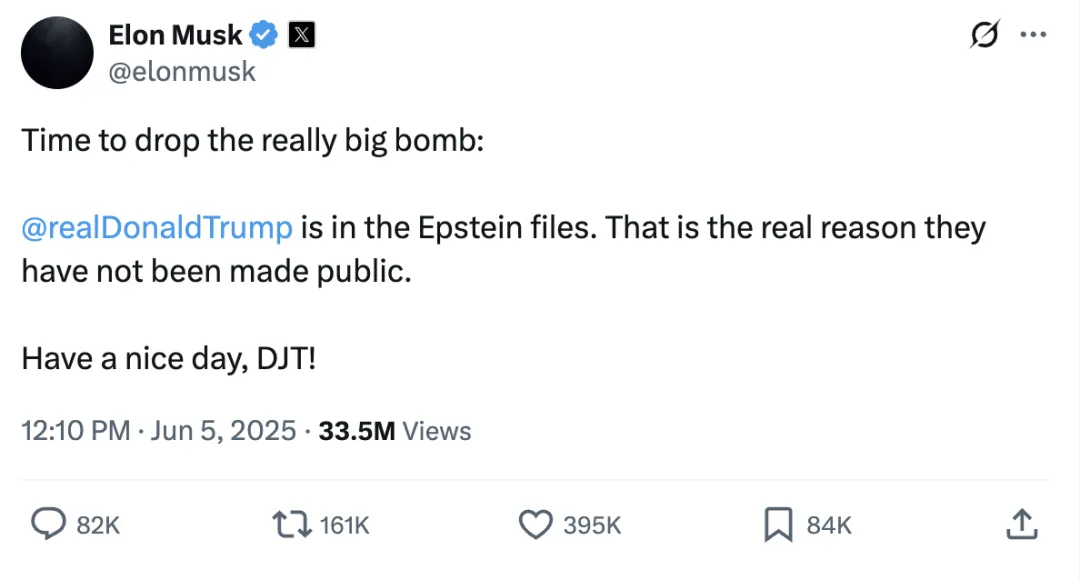 Elon Musk
@elonmusk
Time to drop the really big bomb:
@realDonaldTrump is in the Epstein files. That is the real reason they
have not been made public.
Have a nice day, DJT!
12:10 PM · Jun 5, 2025 · 33.5M Views
82K 161K 395K 84K